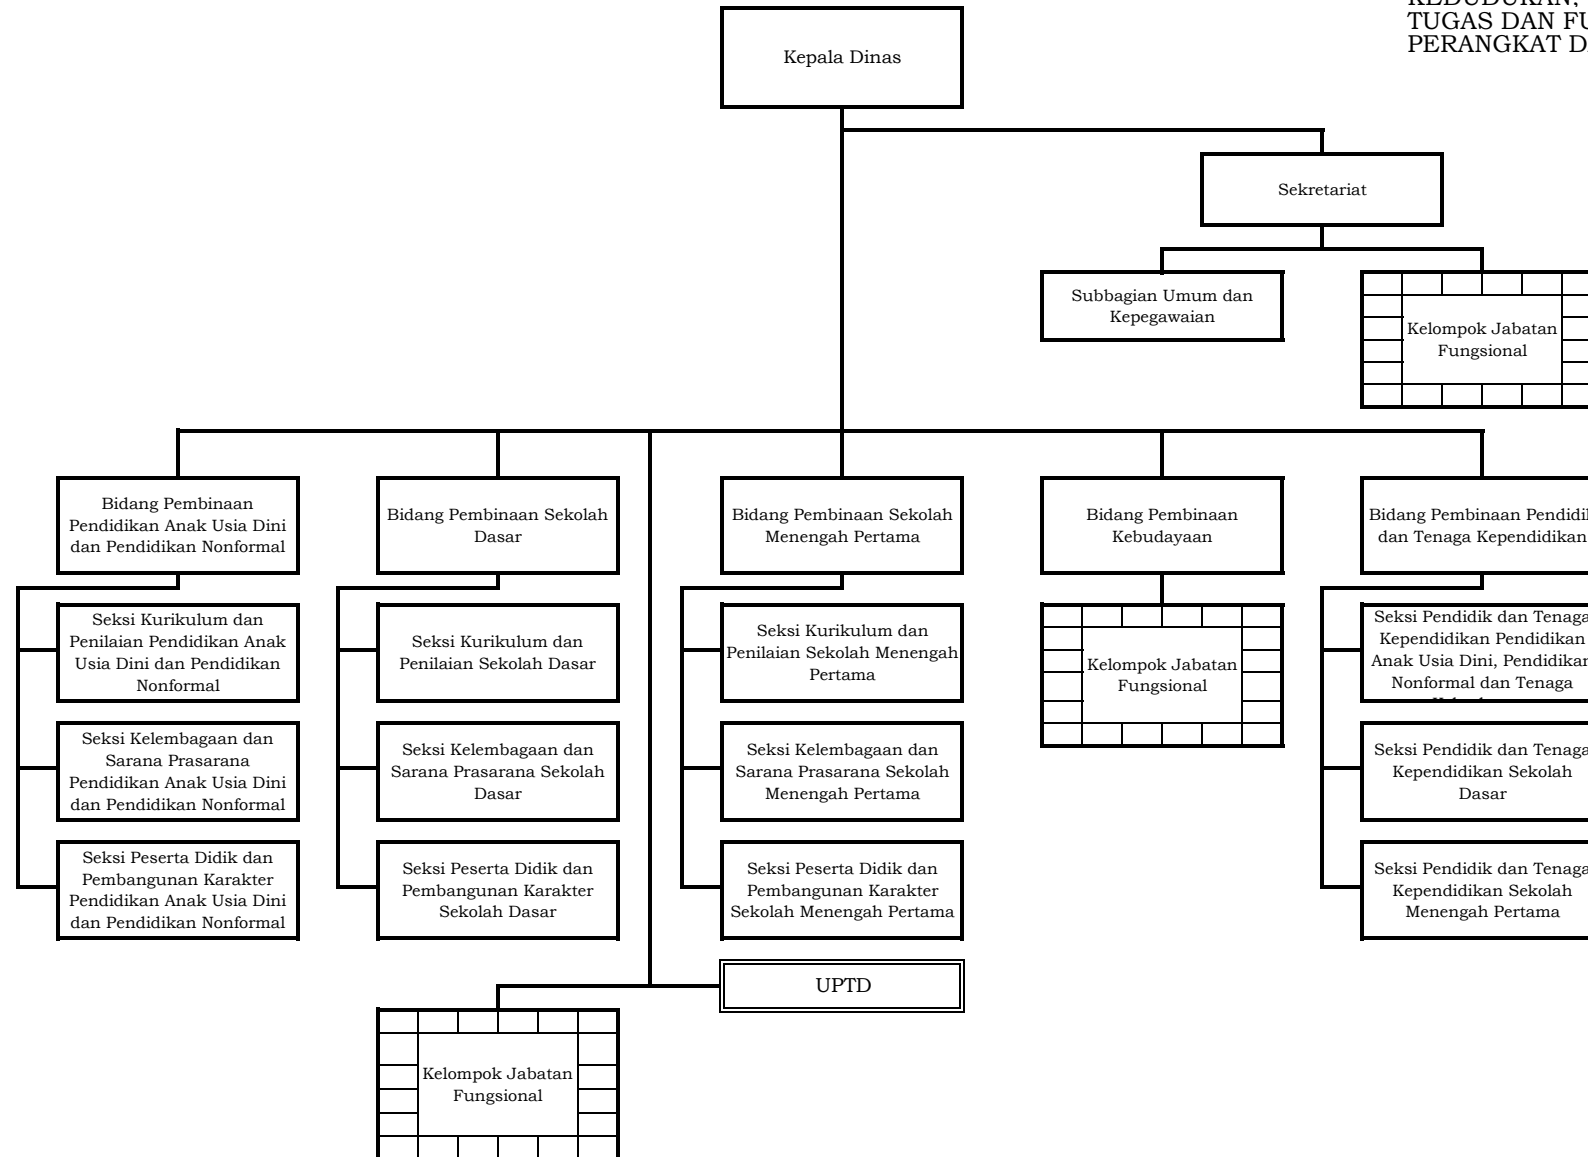 KEDUDUKAN,
TUGAS DAN
PERANGKAT
Kepala Dinas
Sekretariat
Subbagian Umum dan
Kepegawaian
Kelompok Jabatan
Fungsional
Bidang Pembinaan
Pendidikan Anak Usia Dini
dan Pendidikan Nonformal
Bidang Pembinaan Sekolah
Dasar
Bidang Pembinaan Sekolah
Menengah Pertama
Bidang Pembinaan
Kebudayaan
Bidang Pembinaan Pendidik
dan Tenaga Kependidikan
Seksi Kurikulum dan
Penilaian Pendidikan Anak
Usia Dini dan Pendidikan
Nonformal
Seksi Kurikulum dan
Penilaian Sekolah Dasar
Seksi Kurikulum dan
Penilaian Sekolah Menengah
Pertama
Kelompok Jabatan
Fungsional
Seksi Pendidik dan Tenaga
Kependidikan Pendidikan
Anak Usia Dini, Pendidikan
Nonformal dan Tenaga
Seksi Kelembagaan dan
Sarana Prasarana
Pendidikan Anak Usia Dini
dan Pendidikan Nonformal
Seksi Kelembagaan dan
Sarana Prasarana Sekolah
Dasar
Seksi Kelembagaan dan
Sarana Prasarana Sekolah
Menengah Pertama
Seksi Pendidik dan Tenaga
Kependidikan Sekolah
Dasar
Seksi Peserta Didik dan
Pembangunan Karakter
Pendidikan Anak Usia Dini
dan Pendidikan Nonformal
Seksi Peserta Didik dan
Pembangunan Karakter
Sekolah Dasar
Seksi Peserta Didik dan
Pembangunan Karakter
Sekolah Menengah Pertama
Seksi Pendidik dan Tenaga
Kependidikan Sekolah
Menengah Pertama
UPTD
Kelompok Jabatan
Fungsional